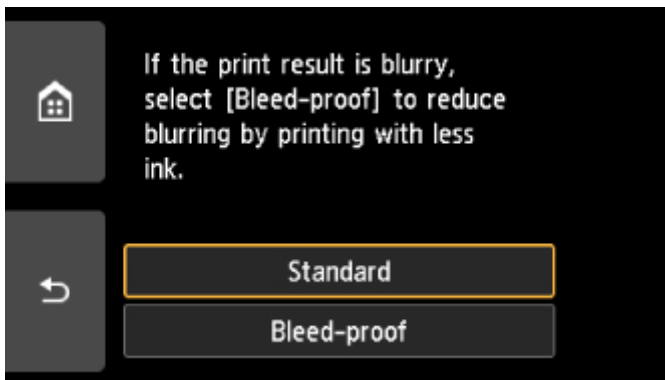 If the print result is blurry,
select [Bleed-proof] to reduce
blurring by printing with less
ink.
Standard
Bleed-proof